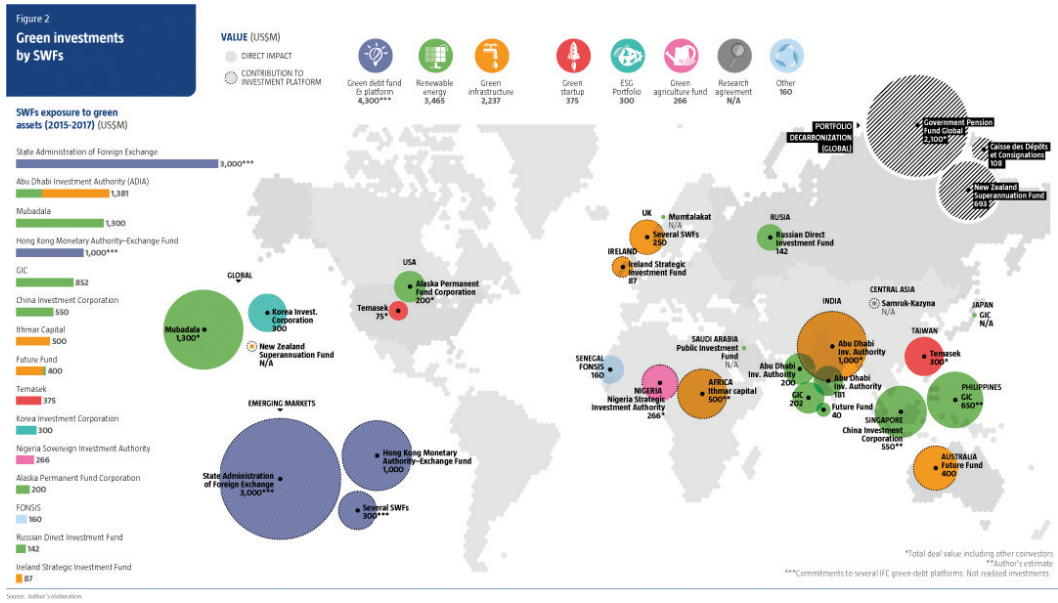 Figure 2
Green investments
by SWFs
VALUE (US$M)
DIRECT IMPACT
CONTRIBUTION TO
INVESTMENT PLATFORM
Green debt fund
& platform
4,300***
Renewable
energy
3,465
Green
infrastructure
2,237
Green
startup
375
ESG
Portfolio
300
Green
agriculture fund
266
Research
agreement
N/A
Other
160
SWFs exposure to green
assets (2015-2017) (US$M)
State Administration of Foreign Exchange
3,000***
Abu Dhabi Investment Authority (ADIA)
1,381
Mubadala
1,300
Hong Kong Monetary Authority–Exchange Fund
1,000***
GIC
852
China Investment Corporation
550
Ithmar Capital
500
Future Fund
400
Temasek
375
Korea Investment Corporation
300
Nigeria Sovereign Investment Authority
266
Alaska Permanent Fund Corporation
200
FONSIS
160
Russian Direct Investment Fund
142
Ireland Strategic Investment Fund
87
PORTFOLIO
DECARBONIZATION
(GLOBAL)
Government Pension
Fund Global
2,100*
Caisse des Dépôts
et Consignations
108
New Zealand
Superannuation Fund
693
GLOBAL
Mubadala
1,300*
Korea Invest.
Corporation
300
New Zealand
Superannuation Fund
N/A
USA
Alaska Permanent
Fund Corporation
200*
Temasek
75*
EMERGING MARKETS
State Administration
of Foreign Exchange
3,000***
Hong Kong Monetary
Authority–Exchange Fund
1,000
Several SWFs
300***
UK
Mumtalakat
N/A
Several SWFs
250
IRELAND
Ireland Strategic
Investment Fund
87
RUSIA
Russian Direct
Investment Fund
142
CENTRAL ASIA
Samruk-Kazyna
N/A
JAPAN
GIC
N/A
INDIA
Abu Dhabi
Inv. Authority
1,000*
Abu Dhabi
Inv. Authority
200
Abu Dhabi
Inv. Authority
181
GIC
202
Future Fund
40
TAIWAN
Temasek
300*
SAUDI ARABIA
Public Investment
Fund
N/A
SENEGAL
FONSIS
160
NIGERIA
Nigeria Strategic
Investment Authority
266*
AFRICA
Ithmar capital
500**
PHILIPPINES
GIC
650**
SINGAPORE
China Investment
Corporation
550**
AUSTRALIA
Future Fund
400
*Total deal value including other coinvestors
**Author's estimate
***Commitments to several IFC green-debt platforms. Not realized investments.
Source: Author's elaboration.